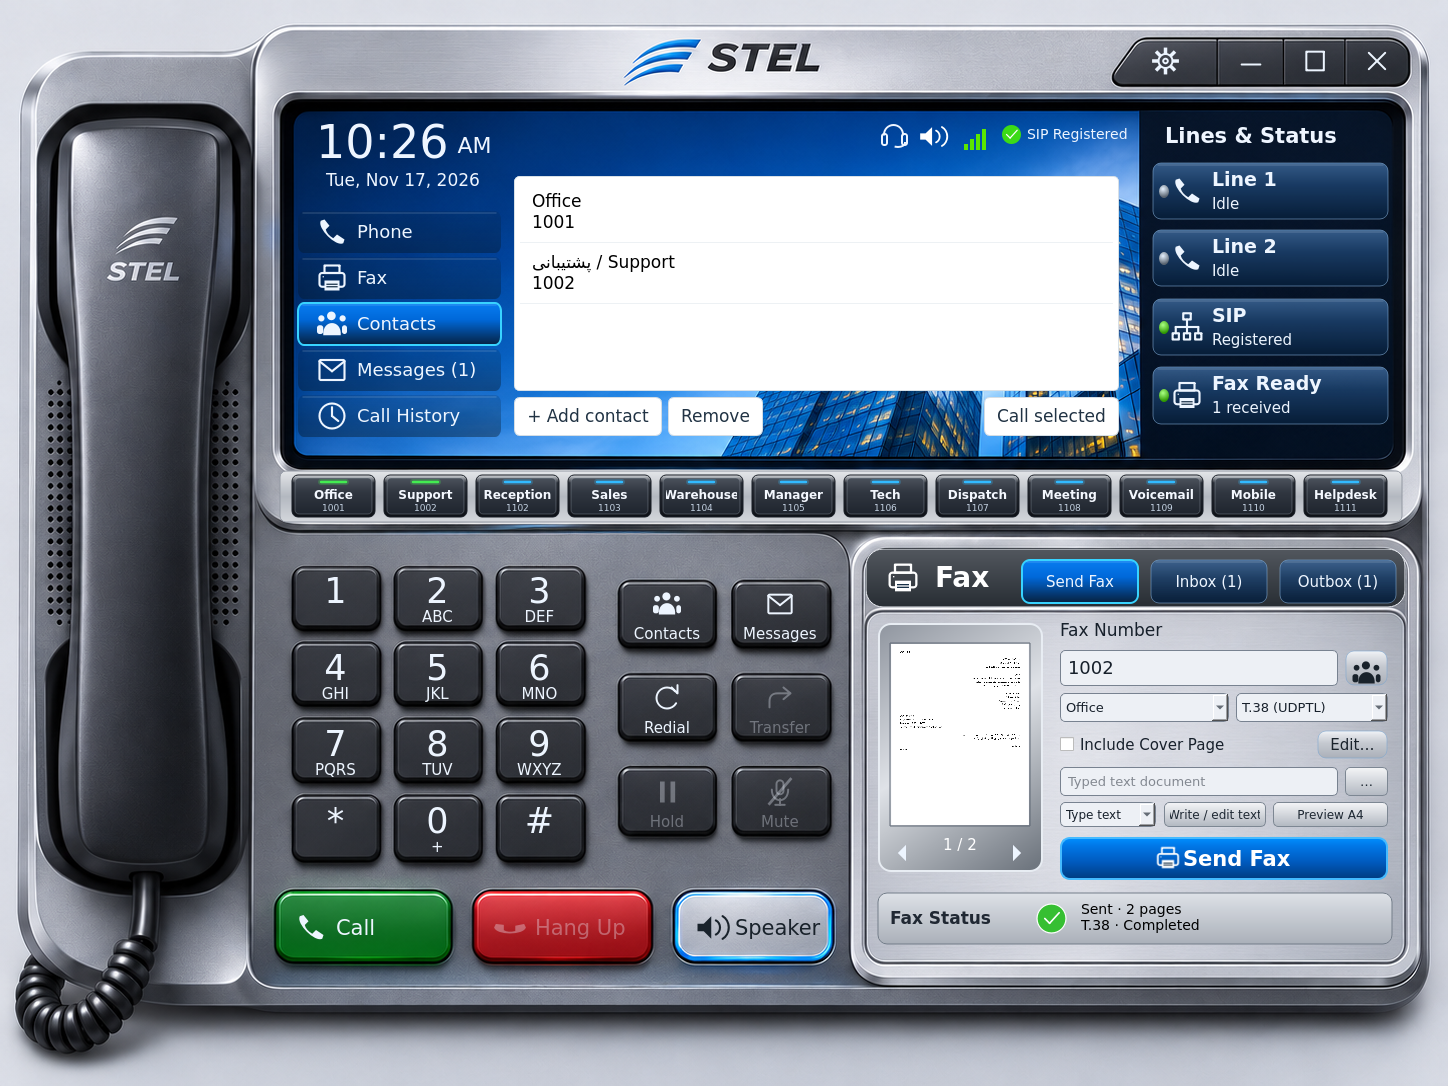 STEL
10:26 AM
Tue, Nov 17, 2026
SIP Registered
STEL
Phone
Fax
Contacts
Messages (1)
Call History
Office
1001
پشتیبانی / Support
1002
+ Add contact
Remove
Call selected
Lines & Status
Line 1
Idle
Line 2
Idle
SIP
Registered
Fax Ready
1 received
Office
1001
Support
1002
Reception
1102
Sales
1103
Warehouse
1104
Manager
1105
Tech
1106
Dispatch
1107
Meeting
1108
Voicemail
1109
Mobile
1110
Helpdesk
1111
1
2
ABC
3
DEF
4
GHI
5
JKL
6
MNO
7
PQRS
8
TUV
9
WXYZ
*
0
+
#
Contacts
Messages
Redial
Transfer
Hold
Mute
Call
Hang Up
Speaker
Fax
Send Fax
Inbox (1)
Outbox (1)
1 / 2
Fax Number
1002
Office
T.38 (UDPTL)
Include Cover Page
Edit...
Typed text document
...
Type text
Write / edit text
Preview A4
Send Fax
Fax Status
Sent · 2 pages
T.38 · Completed